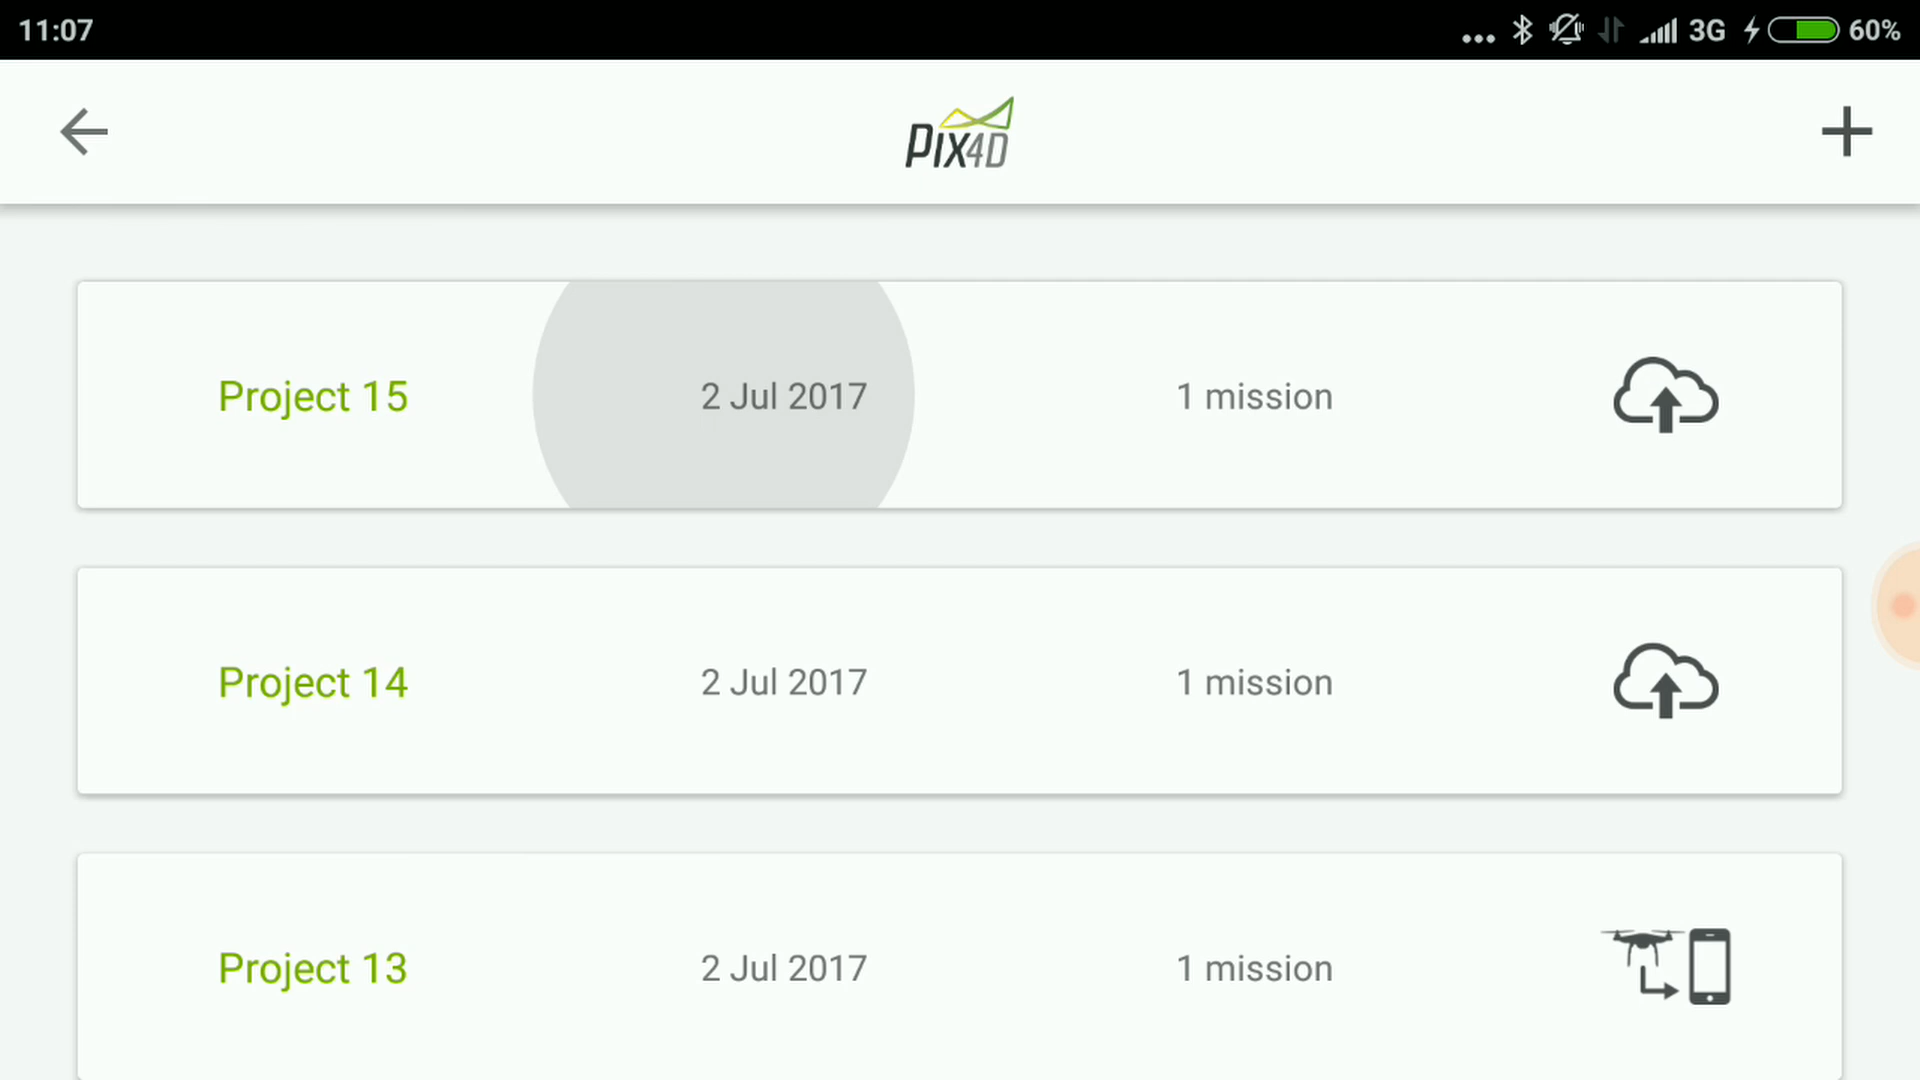 11:07
3G 60%
PIX4D
Project 15 2 Jul 2017 1 mission
Project 14 2 Jul 2017 1 mission
Project 13 2 Jul 2017 1 mission